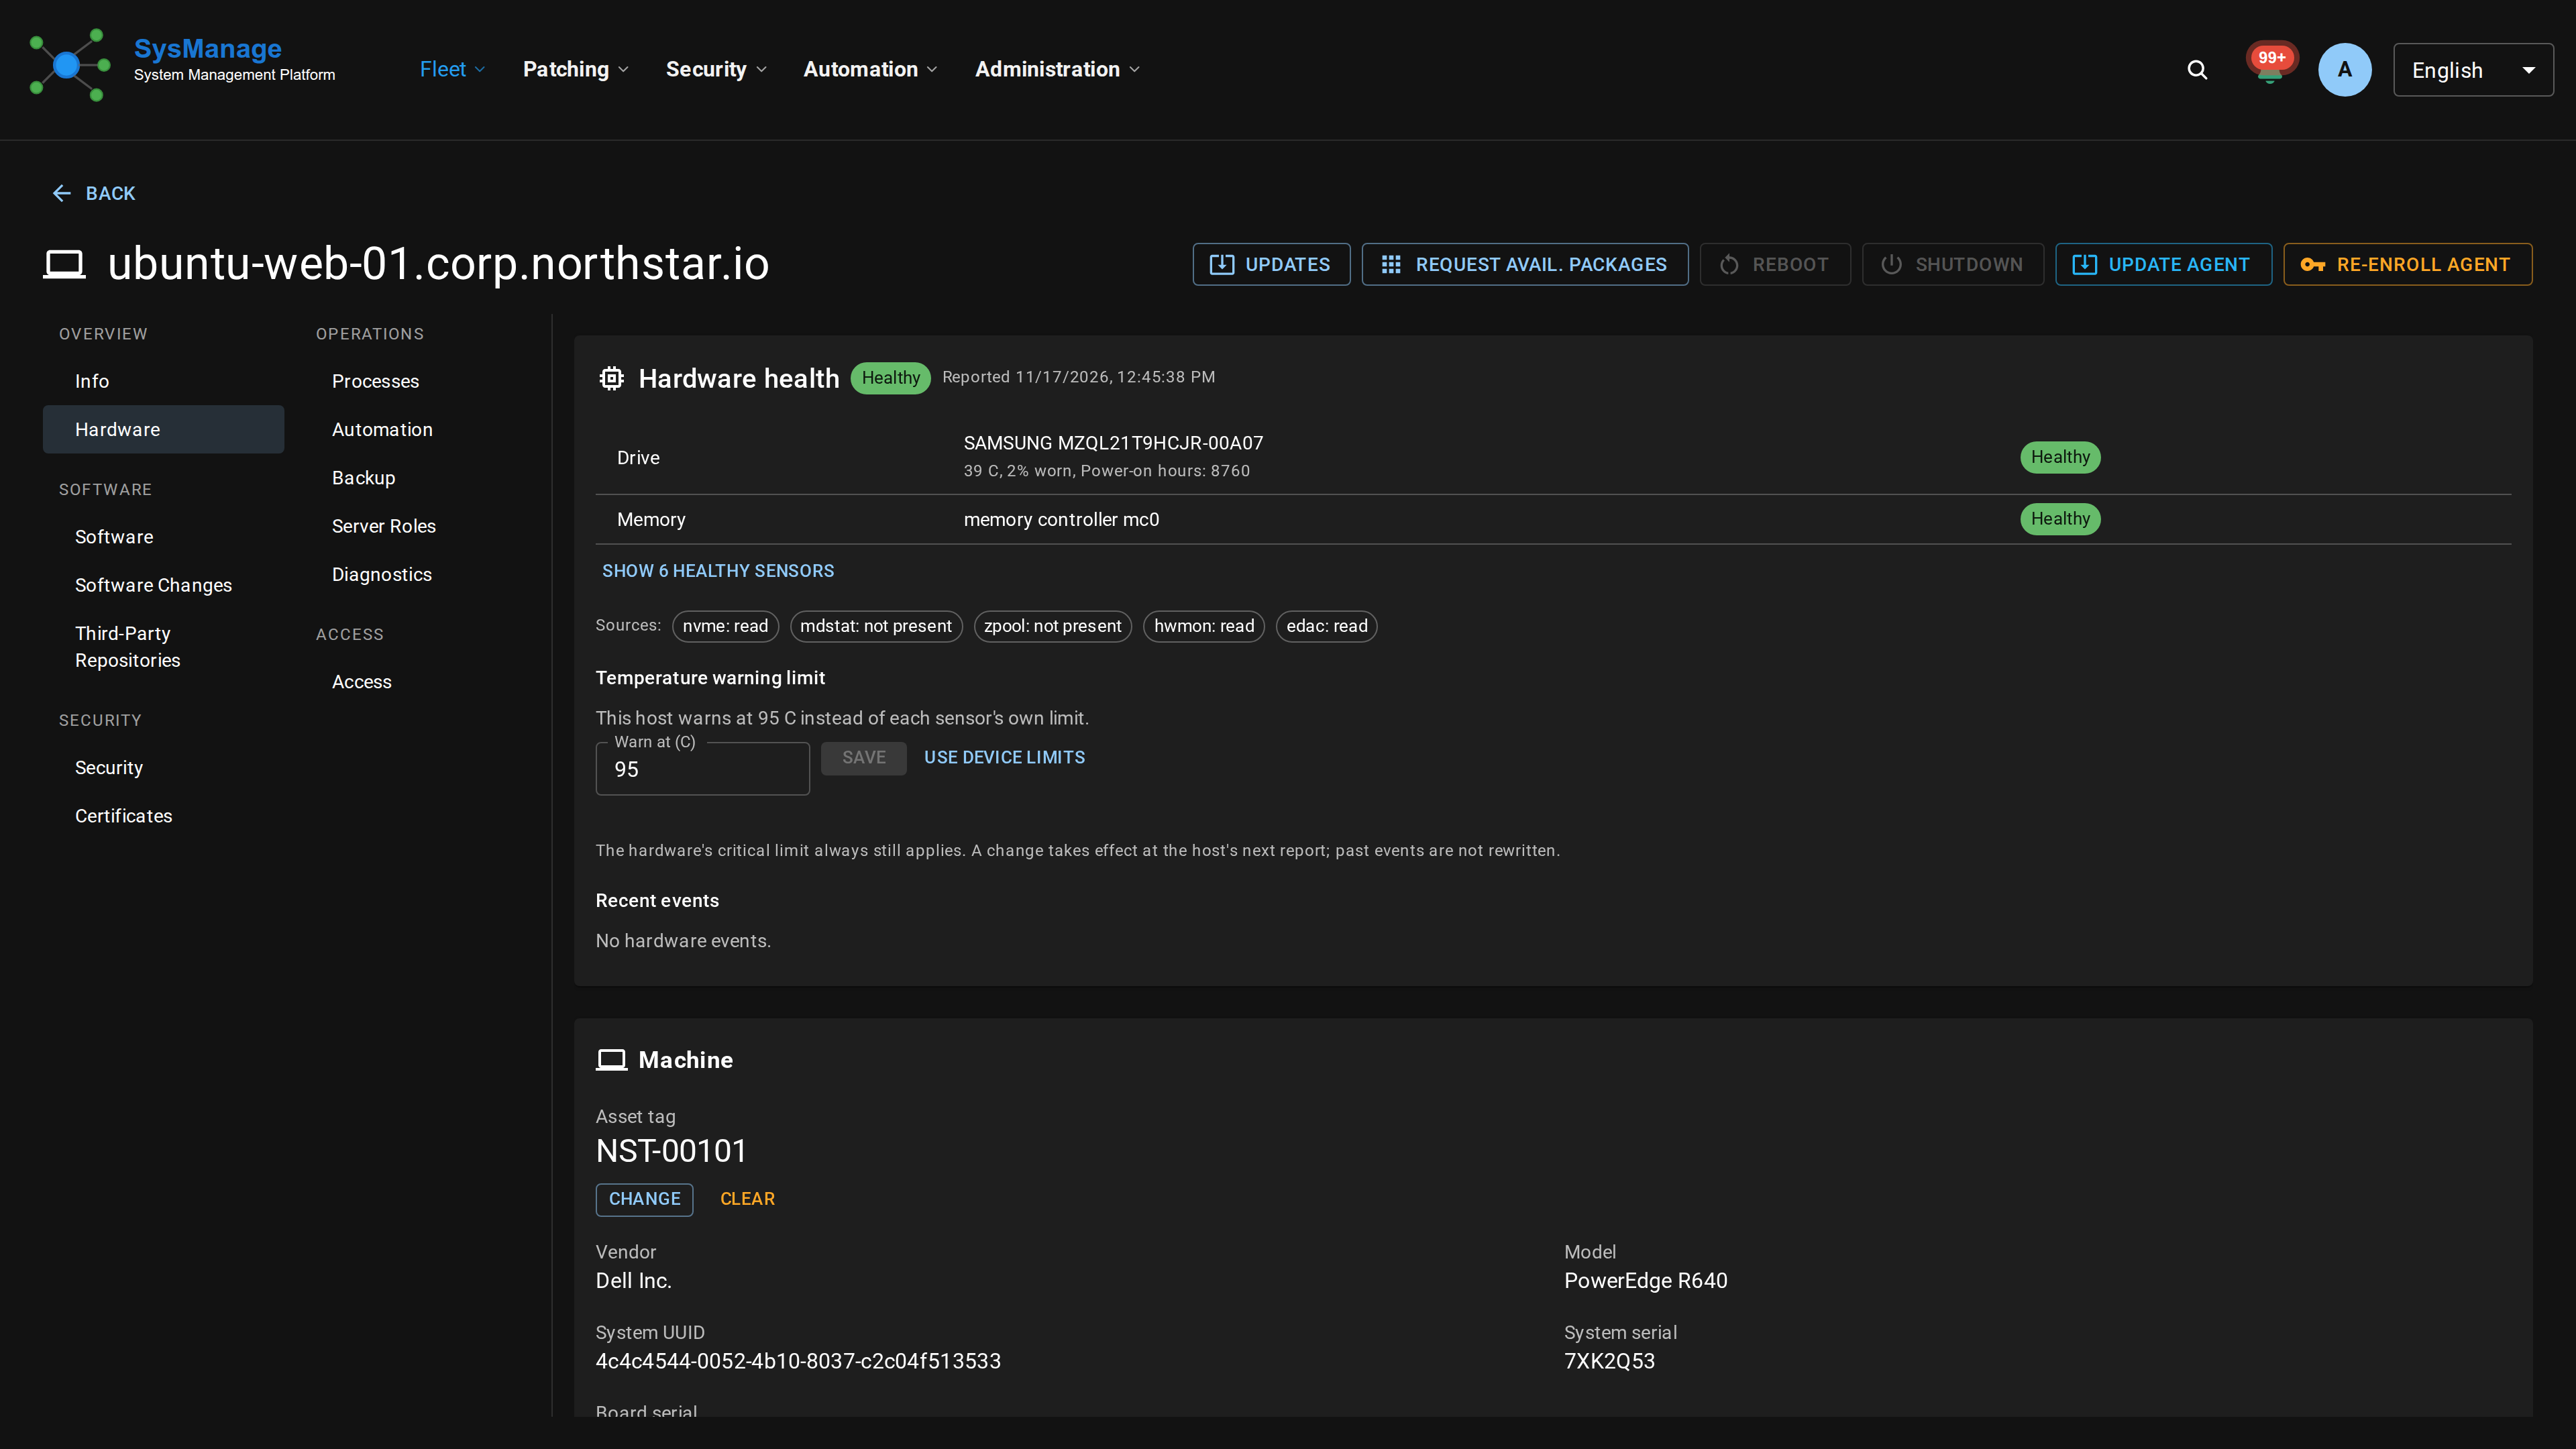 SysManage
System Management Platform
Fleet
Patching
Security
Automation
Administration
99+
A
English
BACK
ubuntu-web-01.corp.northstar.io
UPDATES
REQUEST AVAIL. PACKAGES
REBOOT
SHUTDOWN
UPDATE AGENT
RE-ENROLL AGENT
OVERVIEW
Info
Hardware
SOFTWARE
Software
Software Changes
Third-Party
Repositories
SECURITY
Security
Certificates
OPERATIONS
Processes
Automation
Backup
Server Roles
Diagnostics
ACCESS
Access
Hardware health
Healthy
Reported 11/17/2026, 12:45:38 PM
Drive
SAMSUNG MZQL21T9HCJR-00A07
39 C, 2% worn, Power-on hours: 8760
Healthy
Memory
memory controller mc0
Healthy
SHOW 6 HEALTHY SENSORS
Sources:
nvme: read
mdstat: not present
zpool: not present
hwmon: read
edac: read
Temperature warning limit
This host warns at 95 C instead of each sensor's own limit.
Warn at (C)
95
SAVE
USE DEVICE LIMITS
The hardware's critical limit always still applies. A change takes effect at the host's next report; past events are not rewritten.
Recent events
No hardware events.
Machine
Asset tag
NST-00101
CHANGE
CLEAR
Vendor
Dell Inc.
Model
PowerEdge R640
System UUID
4c4c4544-0052-4b10-8037-c2c04f513533
System serial
7XK2Q53
Board serial